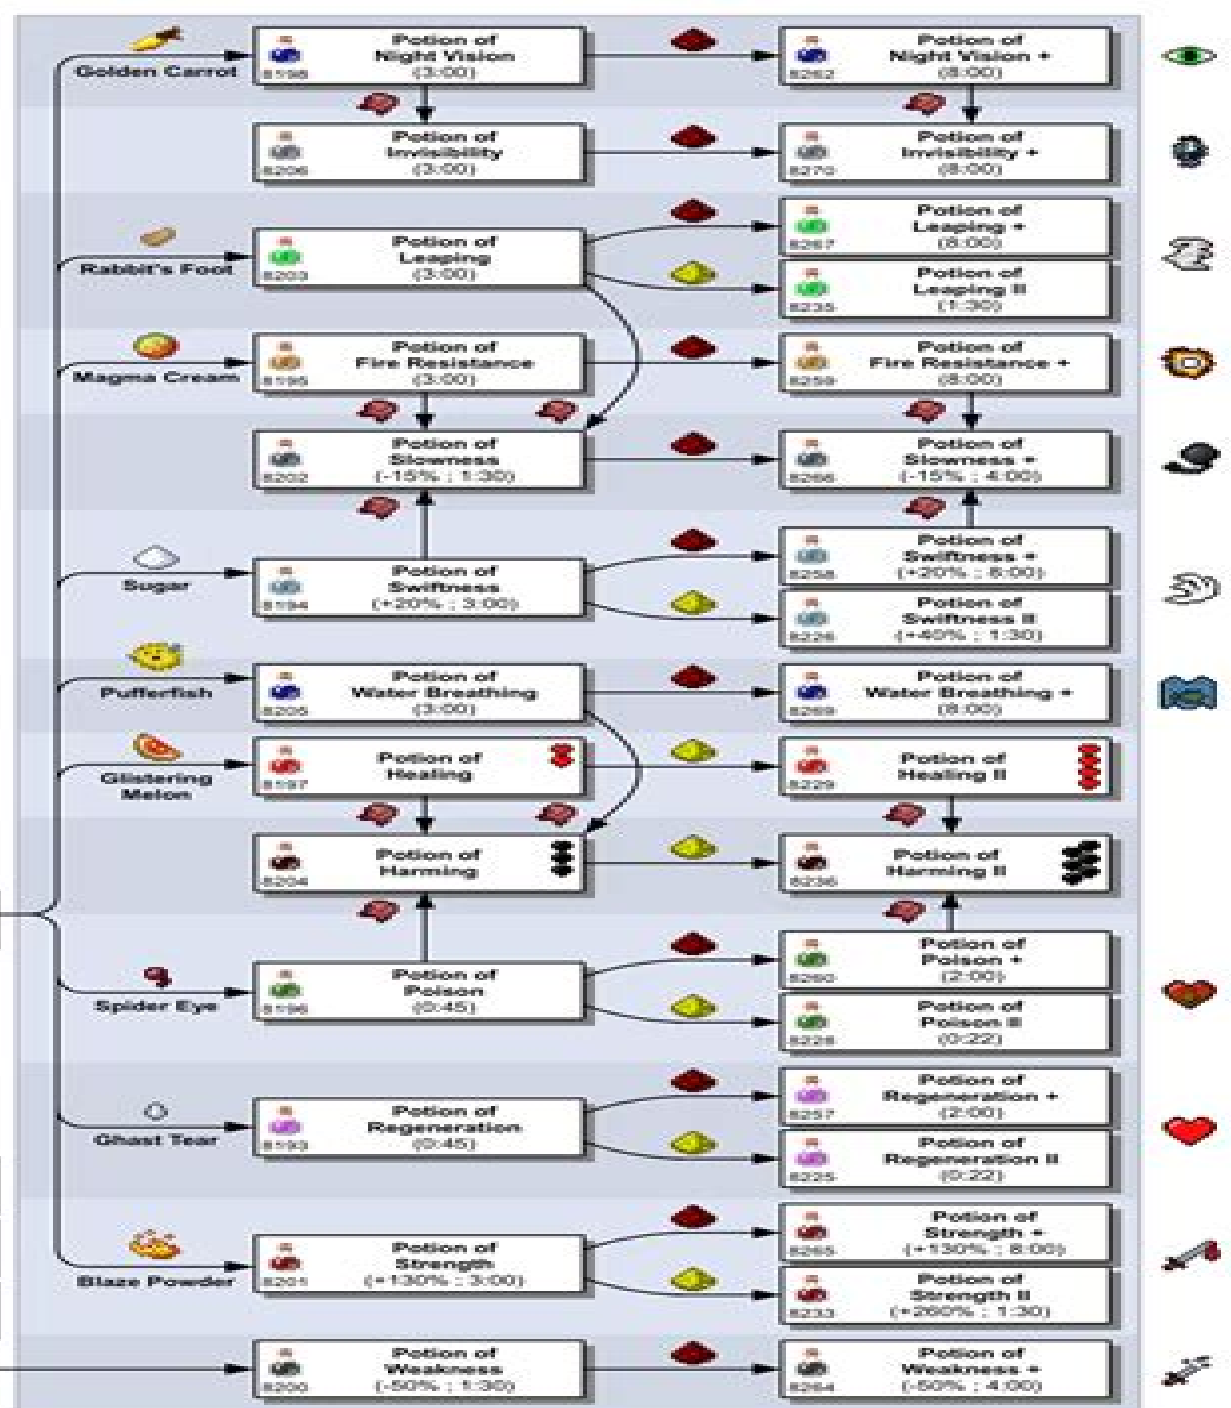 Golden Carrot
Potion of
Night Vision
(3:00)
8198
Potion of
Night Vision +
(8:00)
8262
Potion of
Invisibility
(3:00)
8206
Potion of
Invisibility +
(8:00)
8270
Rabbit's Foot
Potion of
Leaping
(3:00)
8203
Potion of
Leaping +
(8:00)
8267
Potion of
Leaping II
(1:30)
8235
Magma Cream
Potion of
Fire Resistance
(3:00)
8195
Potion of
Fire Resistance +
(8:00)
8259
Potion of
Slowness
(-15% ; 1:30)
8202
Potion of
Slowness +
(-15% ; 4:00)
8266
Sugar
Potion of
Swiftness
(+20% ; 3:00)
8194
Potion of
Swiftness +
(+20% ; 8:00)
8258
Potion of
Swiftness II
(+40% ; 1:30)
8226
Pufferfish
Potion of
Water Breathing
(3:00)
8205
Potion of
Water Breathing +
(8:00)
8269
Glistering
Melon
Potion of
Healing
8197
Potion of
Healing II
8229
Potion of
Harming
8204
Potion of
Harming II
8236
Spider Eye
Potion of
Poison
(0:45)
8196
Potion of
Poison +
(2:00)
8260
Potion of
Poison II
(0:22)
8228
Ghast Tear
Potion of
Regeneration
(0:45)
8193
Potion of
Regeneration +
(2:00)
8257
Potion of
Regeneration II
(0:22)
8225
Blaze Powder
Potion of
Strength
(+130% ; 3:00)
8201
Potion of
Strength +
(+130% ; 8:00)
8265
Potion of
Strength II
(+260% ; 1:30)
8233
Potion of
Weakness
(-50% ; 1:30)
8200
Potion of
Weakness +
(-50% ; 4:00)
8264